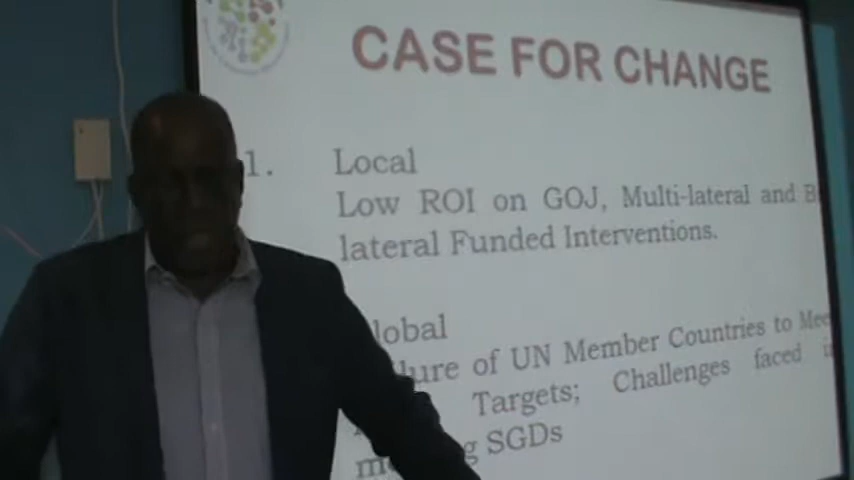 CASE FOR CHANGE
1. Local
Low ROI on GOJ, Multi-lateral and
lateral Funded Interventions.
lobal
lure of UN Member Countries to Mee
Targets; Challenges faced
SGDs